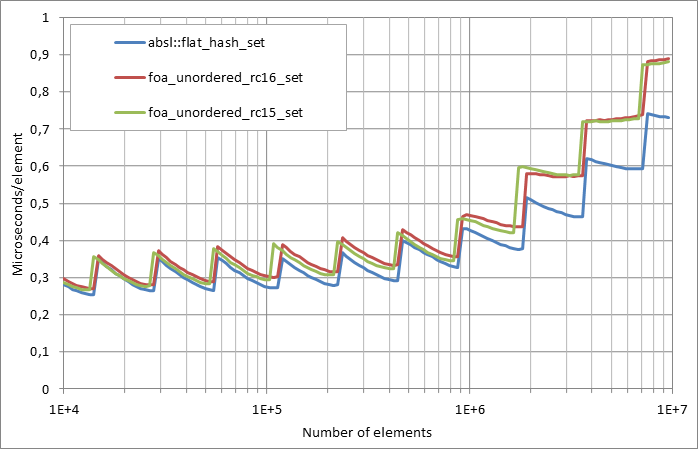 1
0,9
0,8
0,7
0,6
0,5
0,4
0,3
0,2
0,1
0
Microseconds/element
absl::flat_hash_set
foa_unordered_rc16_set
foa_unordered_rc15_set
1E+4 1E+5 1E+6 1E+7
Number of elements